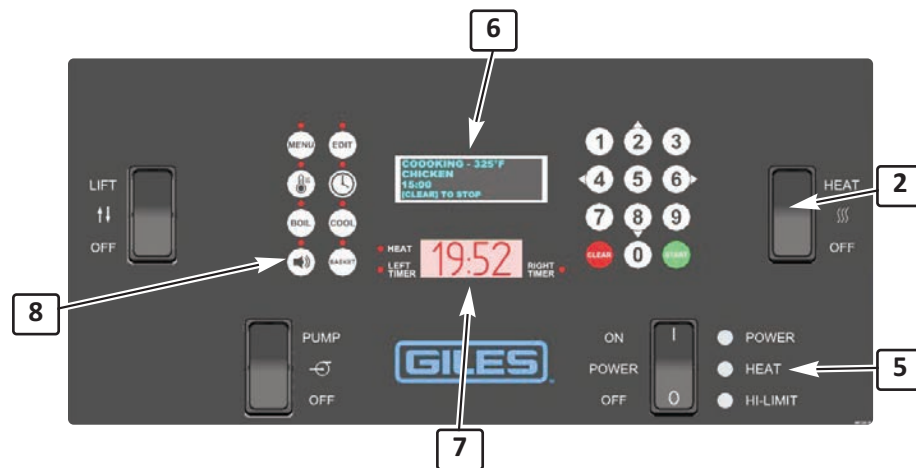 6
MENU EDIT
1 2 3
COOOKING - 325°F
CHICKEN
15:00
[CLEAR] TO STOP
LIFT
OFF
4 5 6
HEAT
OFF
2
BOIL COOL
7 8 9
BASKET
HEAT
LEFT
TIMER
19:52
RIGHT
TIMER
CLEAR 0 START
8
PUMP
OFF
GILES
ON
POWER
OFF
I
O
POWER
HEAT
HI-LIMIT
5
7